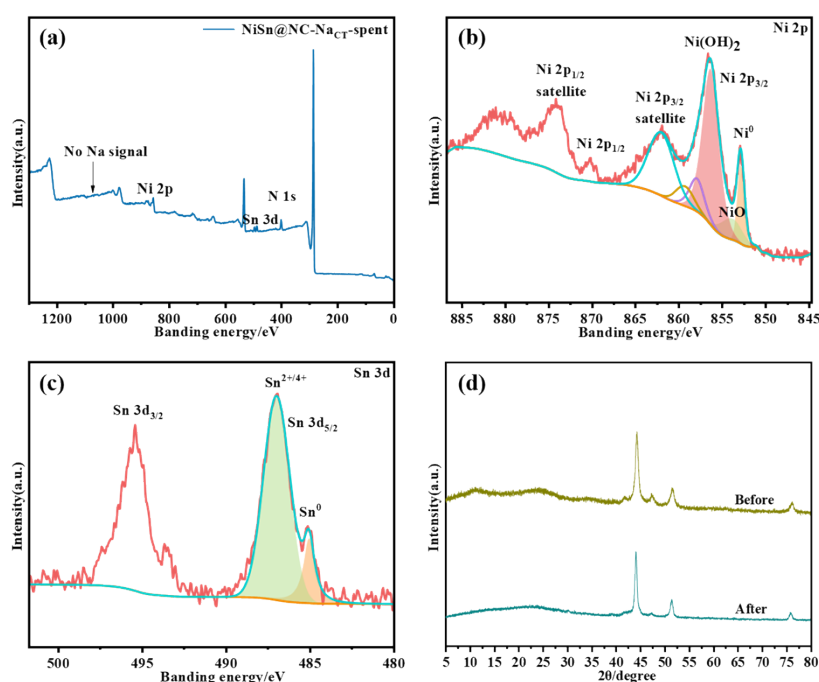 (a)
NiSn@NC-Na_CT-spent
No Na signal
Ni 2p
N 1s
Sn 3d
Intensity(a.u.)
1200 1000 800 600 400 200 0
Banding energy/eV
(b)
Ni 2p
Ni(OH)₂
Ni 2p₁/₂
satellite
Ni 2p₃/₂
Ni 2p₃/₂
satellite
Ni⁰
Ni 2p₁/₂
NiO
Intensity(a.u.)
885 880 875 870 865 860 855 850 845
Banding energy/eV
(c)
Sn 3d
Sn²⁺/⁴⁺
Sn 3d₃/₂
Sn 3d₅/₂
Sn⁰
Intensity(a.u.)
500 495 490 485 480
Banding energy/eV
(d)
Before
After
Intensity(a.u.)
5 10 15 20 25 30 35 40 45 50 55 60 65 70 75 80
2θ/degree